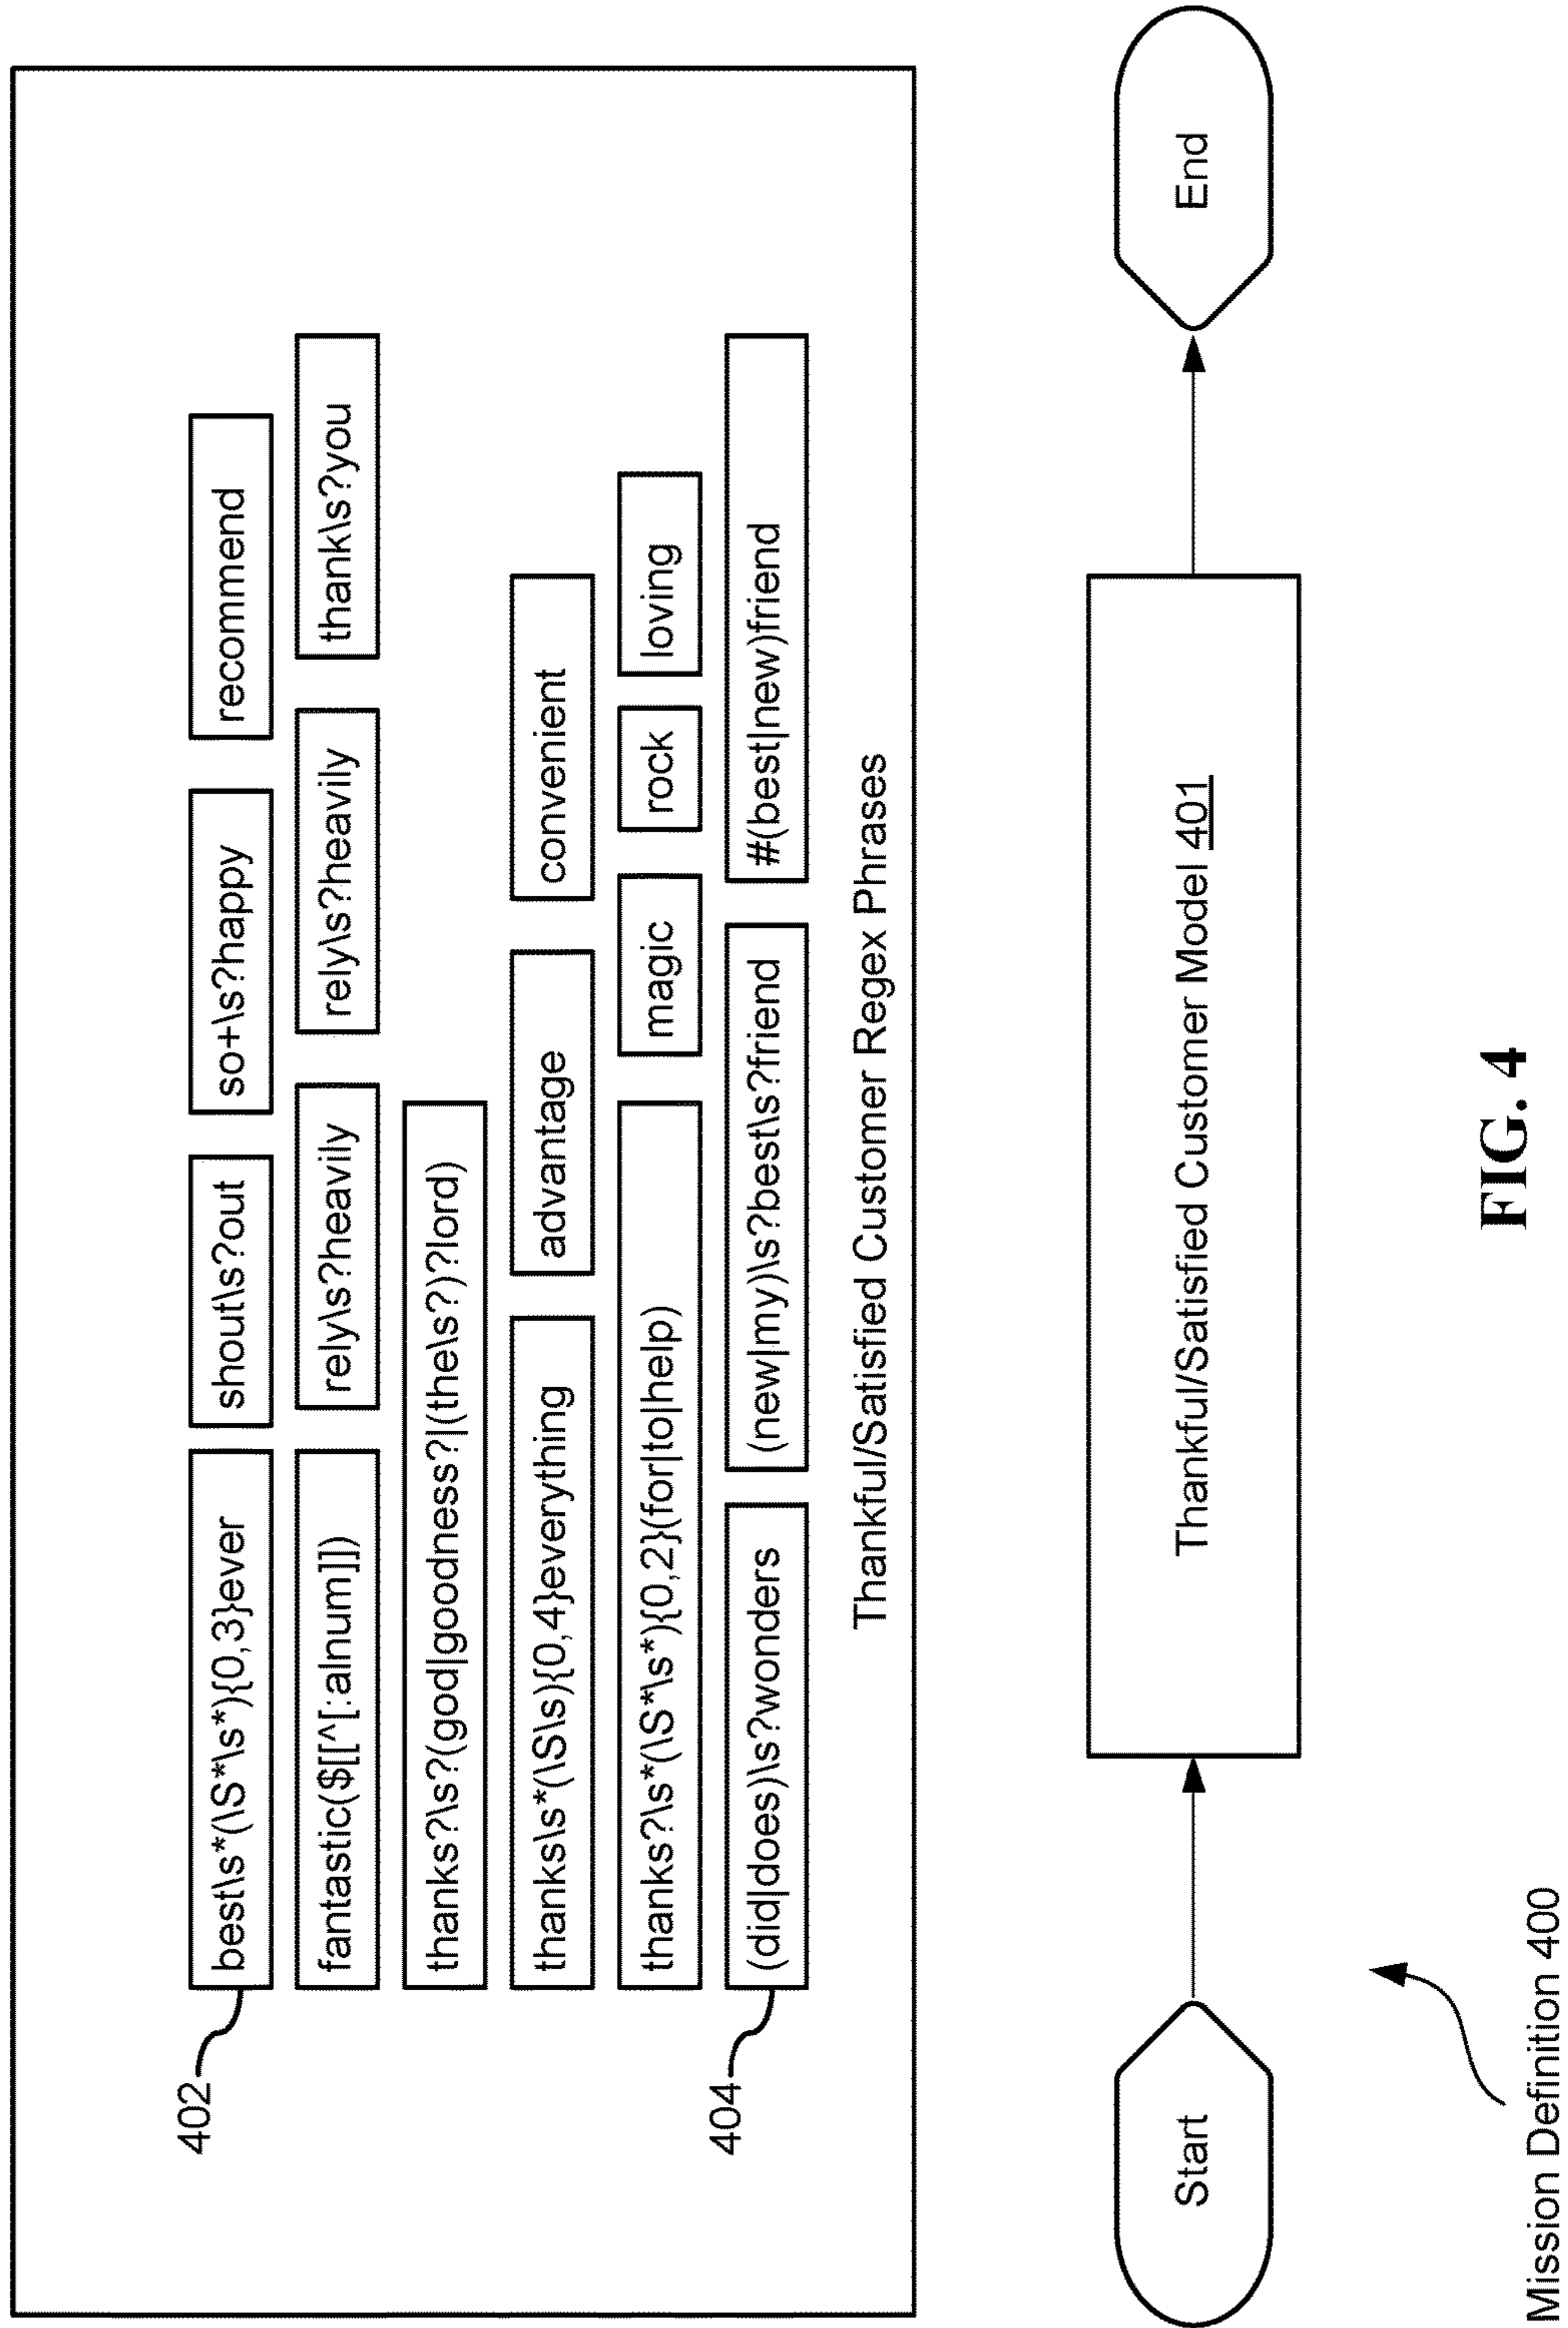 402 best\s*(\S*\s*){0,3}ever shout\s?out so+\s?happy recommend
fantastic($[[^[:alnum]]) rely\s?heavily rely\s?heavily thank\s?you
thanks?\s?(god|goodness?|(the\s?)?lord)
thanks\s*(\S\s){0,4}everything advantage convenient
thanks?\s*(\S*\s*){0,2}(for|to|help) magic rock loving
404 (did|does)\s?wonders (new|my)\s?best\s?friend #(best|new)friend
Thankful/Satisfied Customer Regex Phrases
Start Thankful/Satisfied Customer Model 401 End
Mission Definition 400
FIG. 4